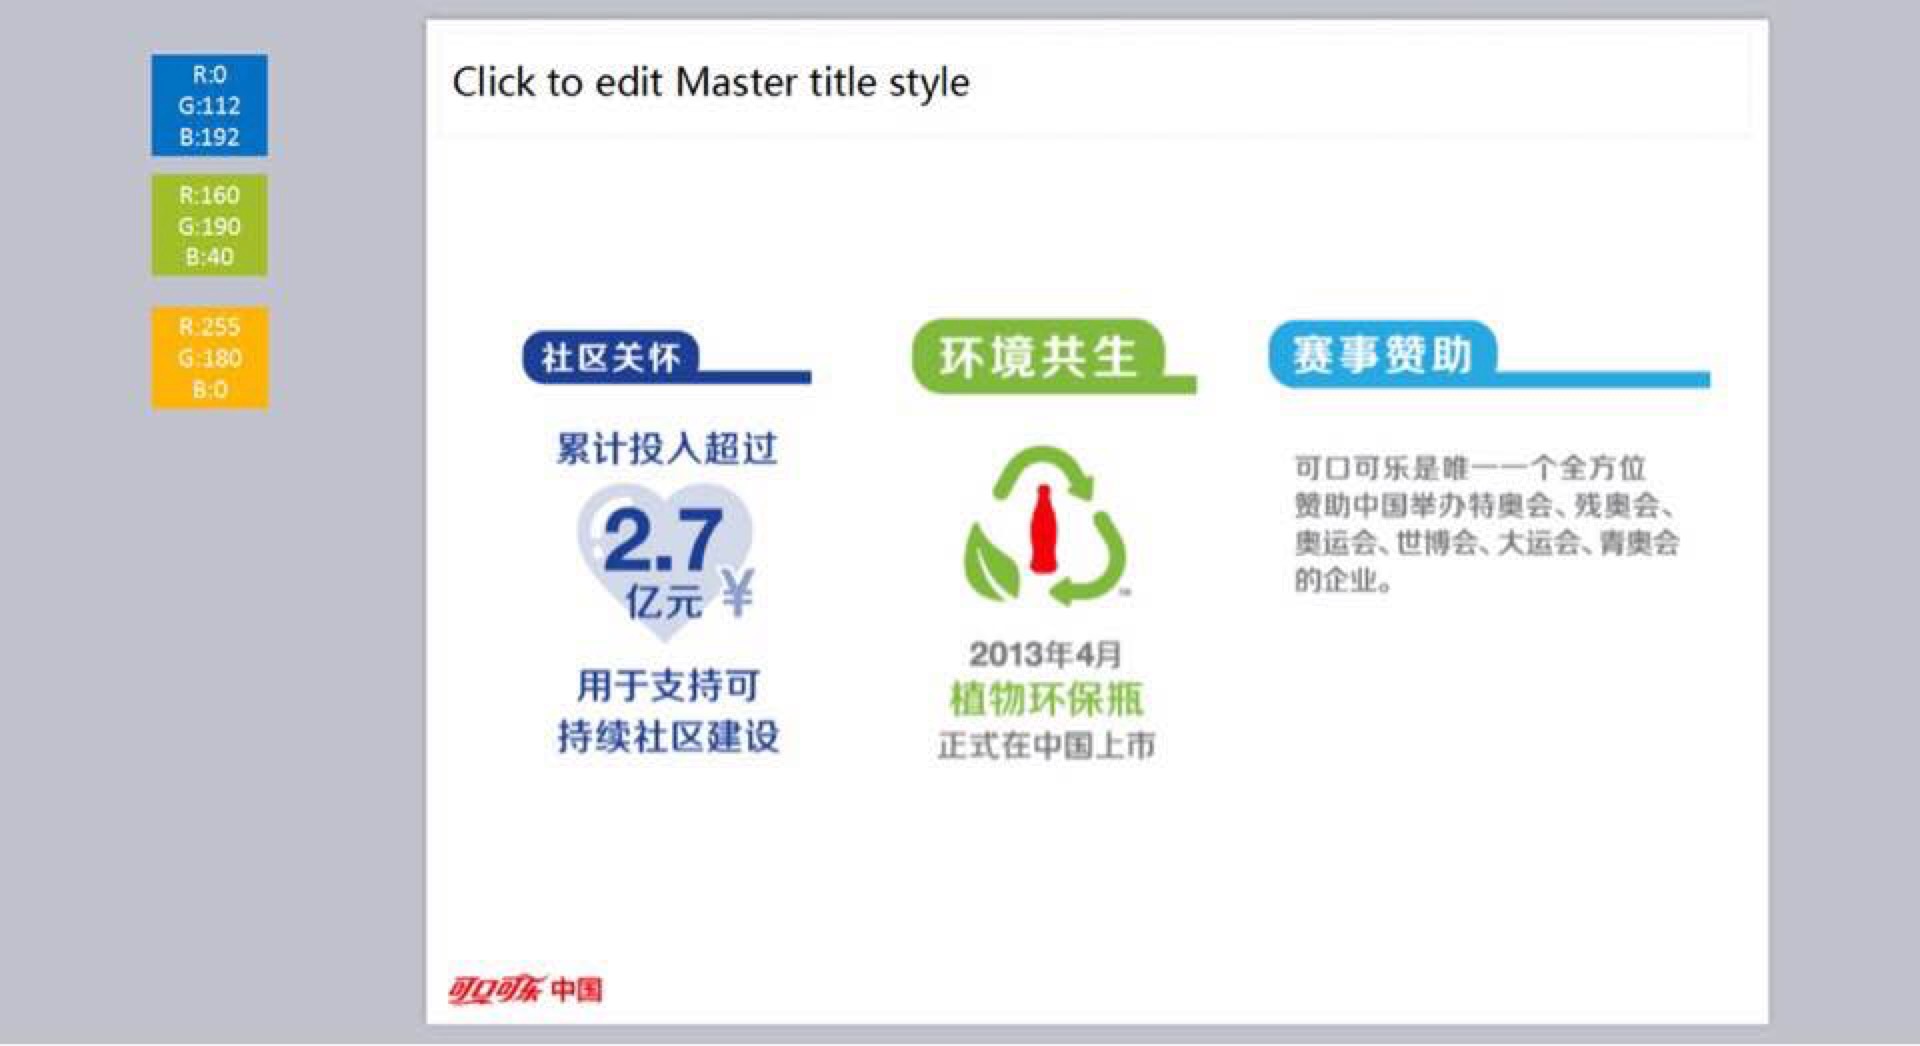 R:0
G:112
B:192
R:160
G:190
B:40
R:255
G:180
B:0
Click to edit Master title style
社区关怀
累计投入超过
2.7
亿元 ¥
用于支持可
持续社区建设
环境共生
2013年4月
植物环保瓶
正式在中国上市
赛事赞助
可口可乐是唯一一个全方位
赞助中国举办特奥会、残奥会、
奥运会、世博会、大运会、青奥会
的企业。
可口可乐 中国